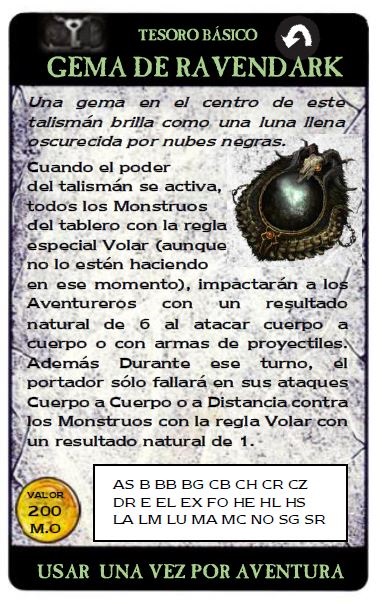 TESORO BÁSICO
GEMA DE RAVENDARK
Una gema en el centro de este
talismán brilla como una luna llena
oscurecida por nubes negras.
Cuando el poder
del talismán se activa,
todos los Monstruos
del tablero con la regla
especial Volar (aunque
no lo estén haciendo
en ese momento), impactarán a los
Aventureros con un resultado
natural de 6 al atacar cuerpo a
cuerpo o con armas de proyectiles.
Además Durante ese turno, el
portador sólo fallará en sus ataques
Cuerpo a Cuerpo o a Distancia contra
los Monstruos con la regla Volar con
un resultado natural de 1.
VALOR
200
M.O
AS B BB BG CB CH CR CZ
DR E EL EX FO HE HL HS
LA LM LU MA MC NO SG SR
USAR UNA VEZ POR AVENTURA